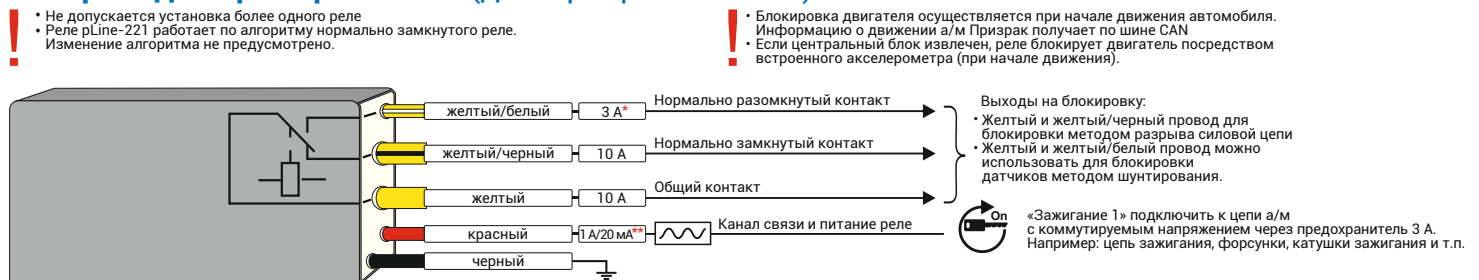 • Не допускается установка более одного реле
• Реле pLine-221 работает по алгоритму нормально замкнутого реле.
Изменение алгоритма не предусмотрено.
• Блокировка двигателя осуществляется при начале движения автомобиля.
Информацию о движении а/м Призрак получает по шине CAN
• Если центральный блок извлечен, реле блокирует двигатель посредством
встроенного акселерометра (при начале движения).
желтый/белый 3 А* Нормально разомкнутый контакт
желтый/черный 10 А Нормально замкнутый контакт
желтый 10 А Общий контакт
красный 1 А/20 мА** Канал связи и питание реле
черный
Выходы на блокировку:
• Желтый и желтый/черный провод для
блокировки методом разрыва силовой цепи
• Желтый и желтый/белый провод можно
использовать для блокировки
датчиков методом шунтирования.
On
«Зажигание 1» подключить к цепи а/м
с коммутируемым напряжением через предохранитель 3 А.
Например: цепь зажигания, форсунки, катушки зажигания и т.п.